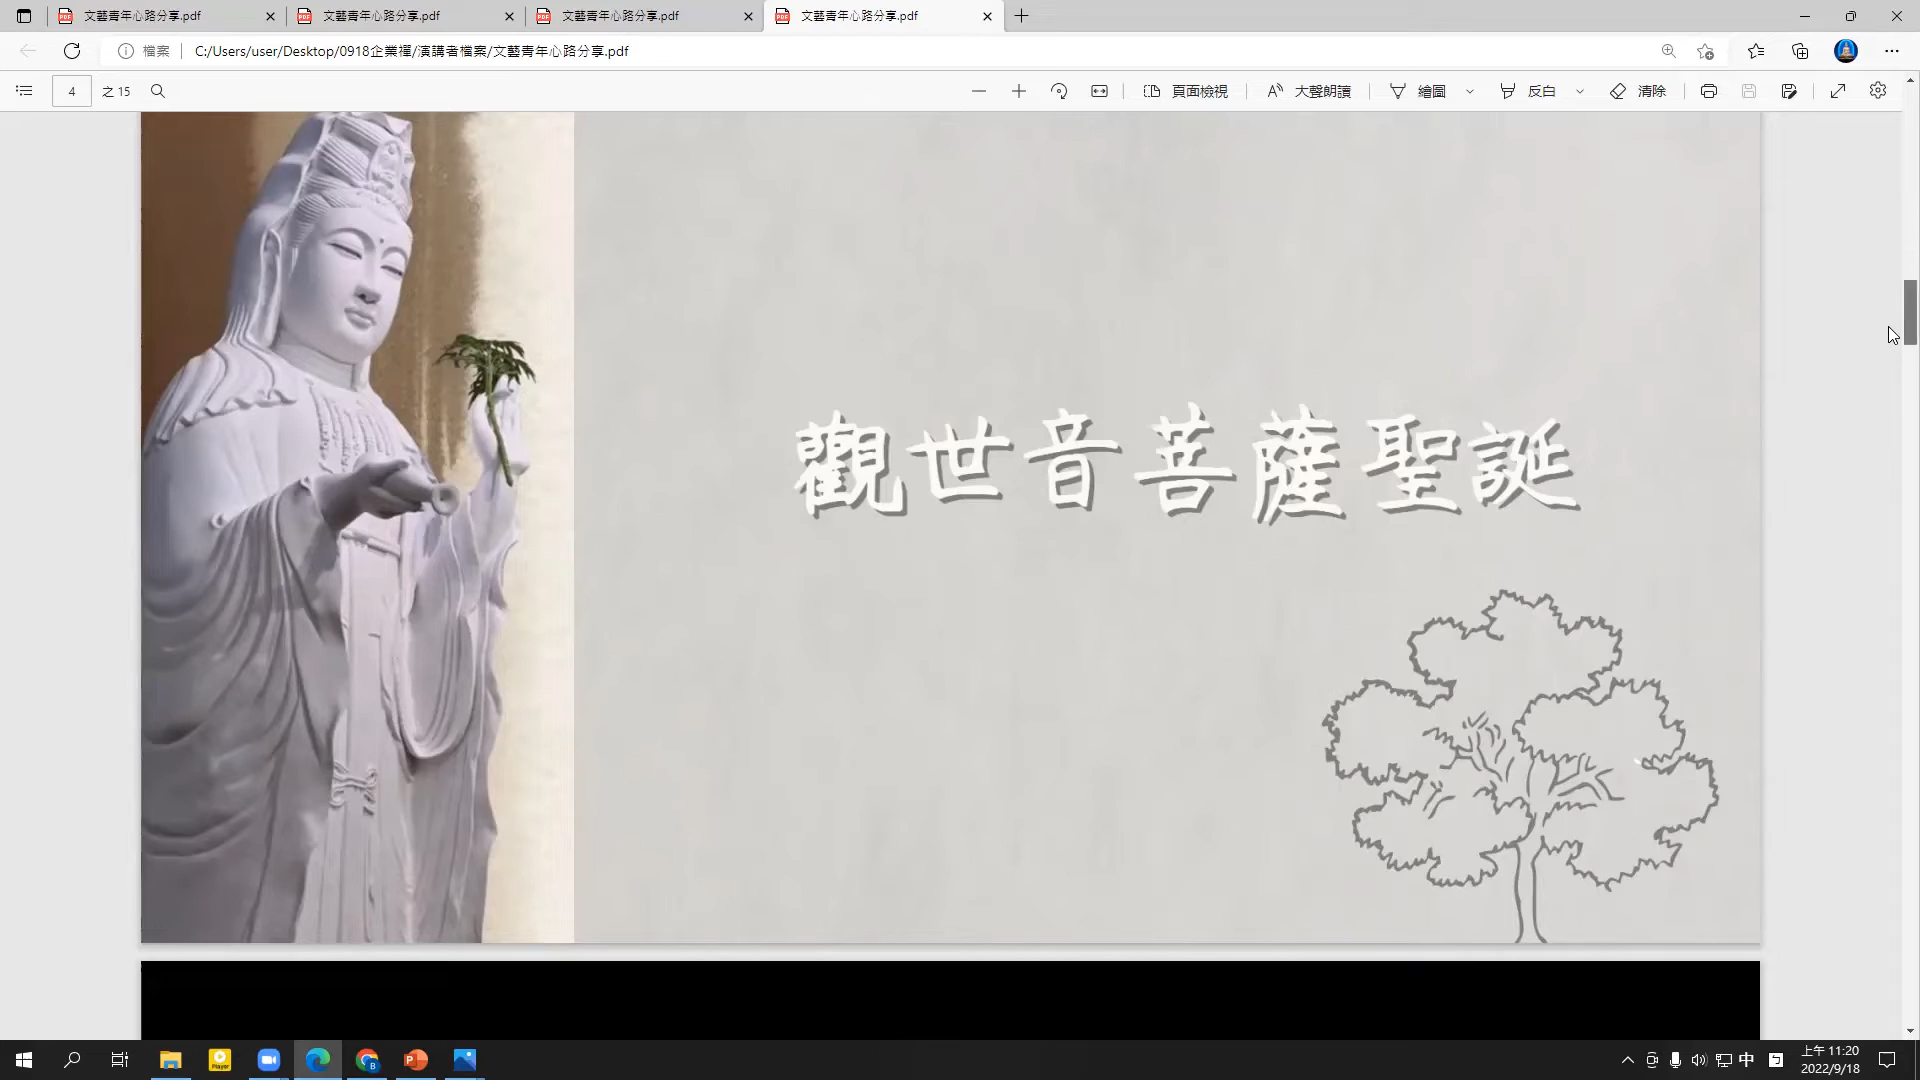 文藝青年心路分享.pdf
文藝青年心路分享.pdf
文藝青年心路分享.pdf
文藝青年心路分享.pdf
檔案
C:/Users/user/Desktop/0918企業禪/演講者檔案/文藝青年心路分享.pdf
4 之 15
頁面檢視
大聲朗讀
繪圖
反白
清除
觀世音菩薩聖誕
Player
B
P
中
上午 11:20
2022/9/18